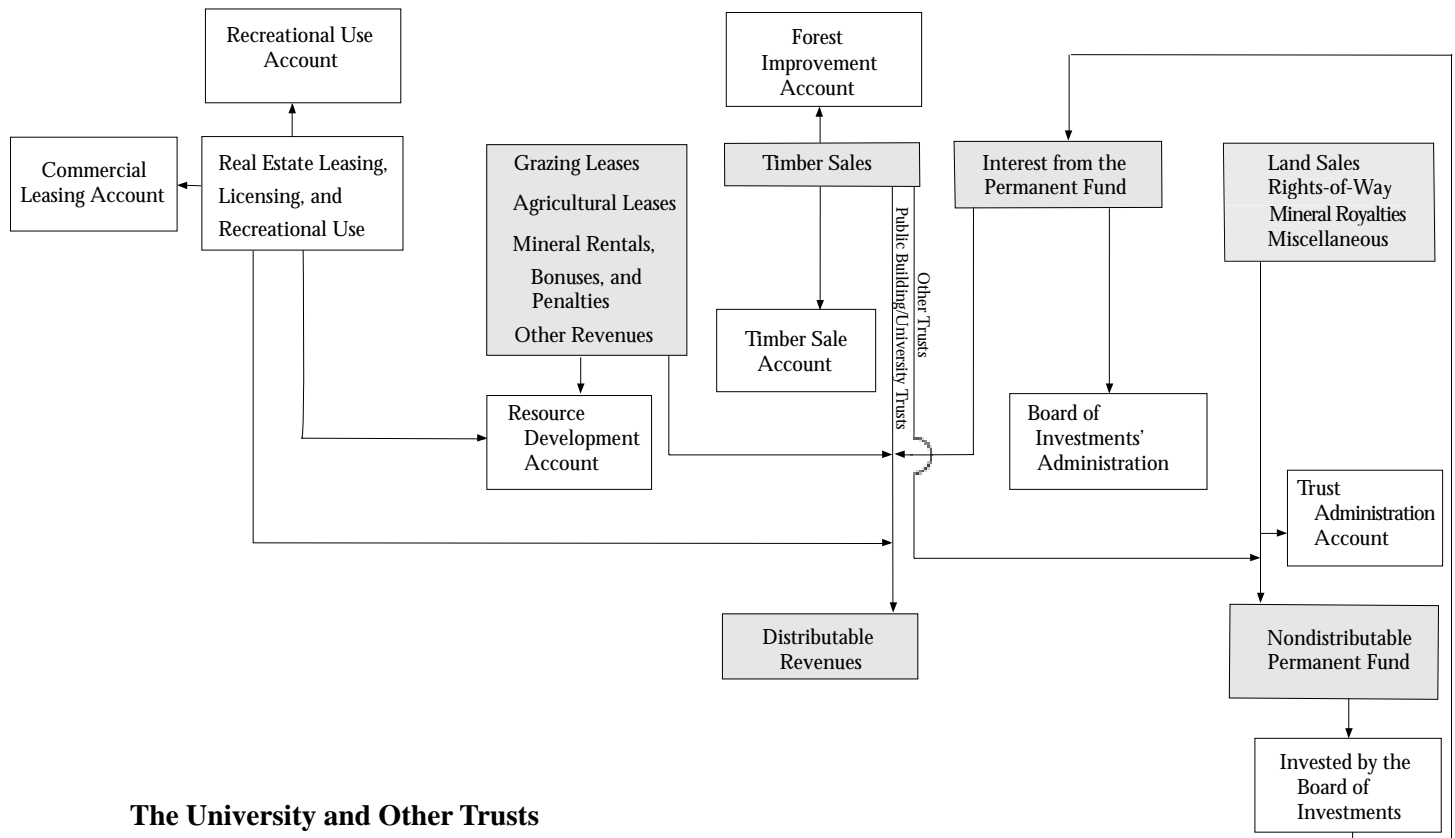 Recreational Use
Account
Forest
Improvement
Account
Commercial
Leasing Account
Real Estate Leasing,
Licensing, and
Recreational Use
Grazing Leases
Agricultural Leases
Mineral Rentals,
Bonuses, and
Penalties
Other Revenues
Timber Sales
Interest from the
Permanent Fund
Land Sales
Rights-of-Way
Mineral Royalties
Miscellaneous
Public Building/University Trusts
Other Trusts
Timber Sale
Account
Resource
Development
Account
Board of
Investments'
Administration
Trust
Administration
Account
Distributable
Revenues
Nondistributable
Permanent Fund
Invested by the
Board of
Investments
The University and Other Trusts